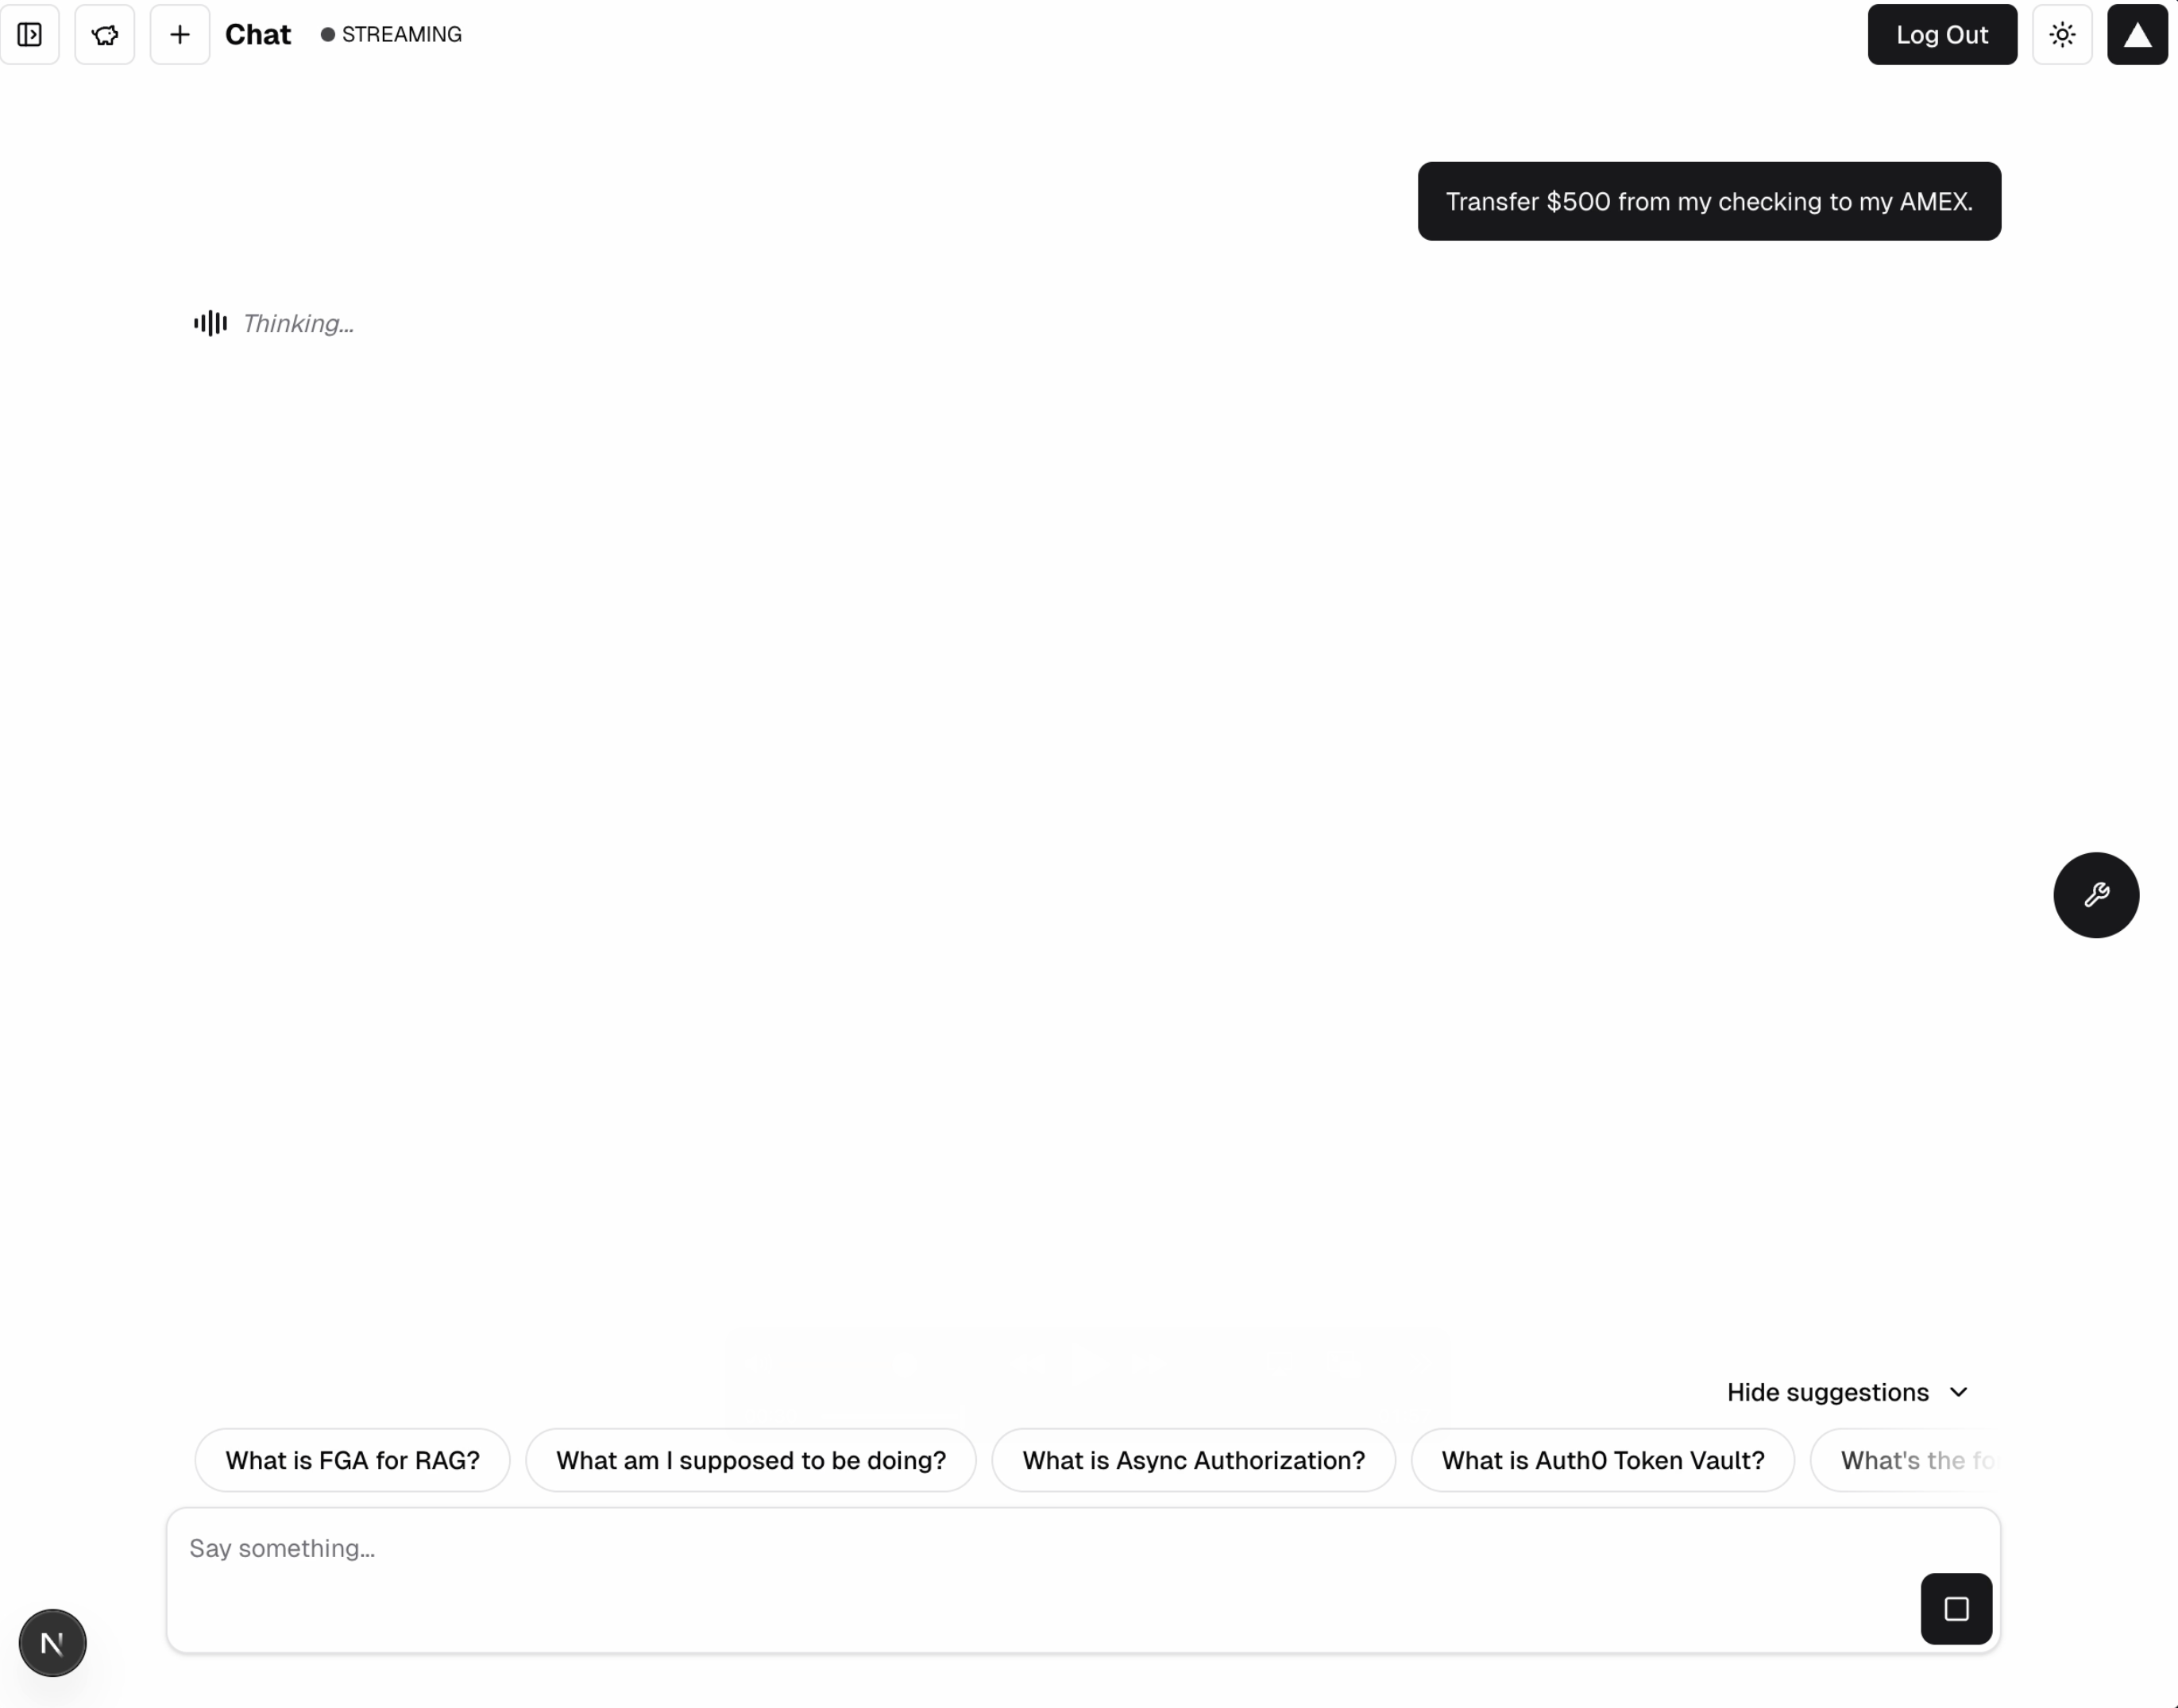 Chat
STREAMING
Log Out
Transfer $500 from my checking to my AMEX.
Thinking...
Hide suggestions
What is FGA for RAG?
What am I supposed to be doing?
What is Async Authorization?
What is Auth0 Token Vault?
What's the fo
Say something...
N